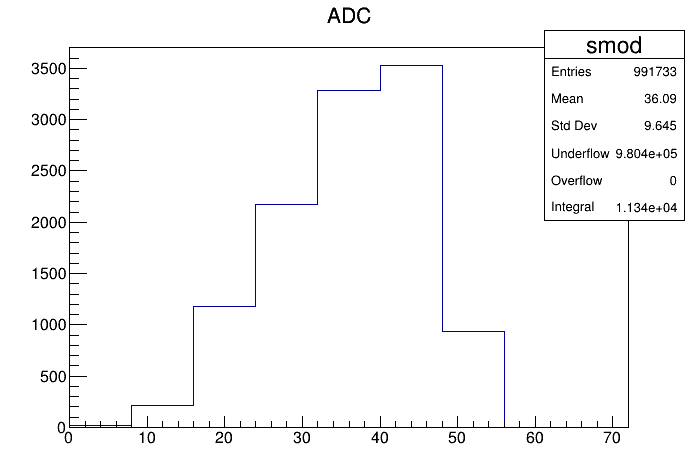 ADC
smod
Entries 991733
Mean 36.09
Std Dev 9.645
Underflow 9.804e+05
Overflow 0
Integral 1.134e+04
3500
3000
2500
2000
1500
1000
500
0
0 10 20 30 40 50 60 70